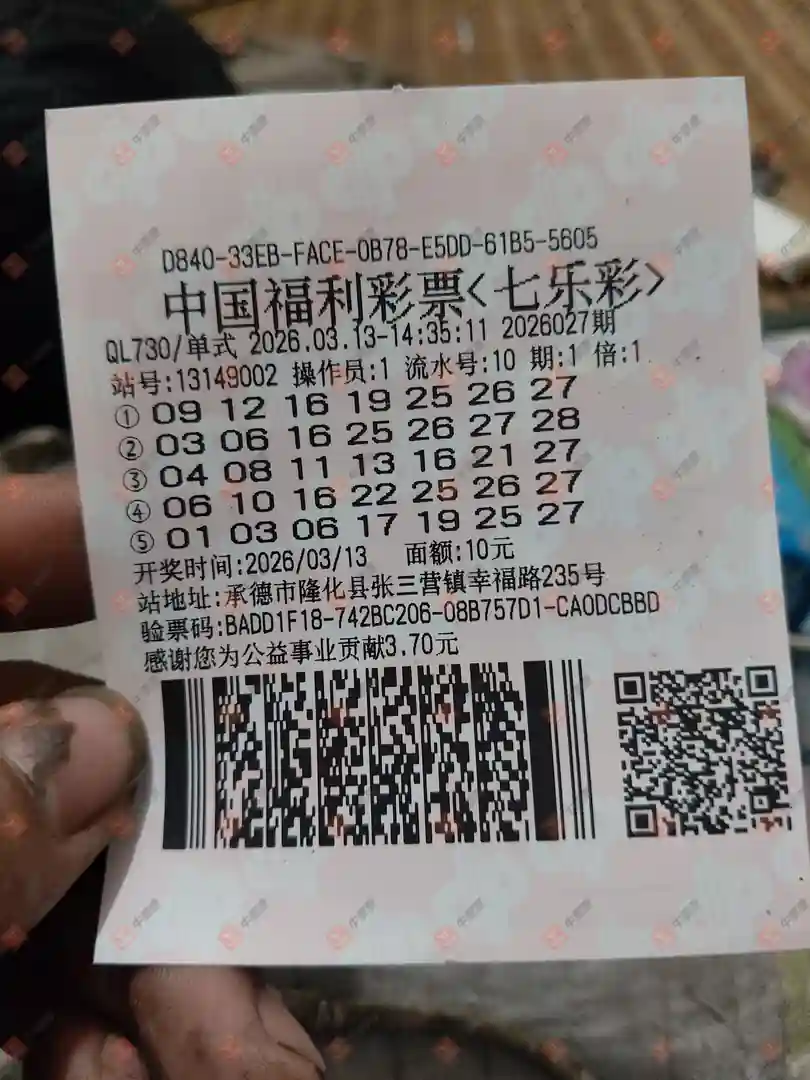 D840-33EB-FACE-0B78-E5DD-61B5-5605
中国福利彩票<七乐彩>
QL730/单式 2026.03.13-14:35:11 2026027期
站号:13149002 操作员:1 流水号:10 期:1 倍:1
① 09 12 16 19 25 26 27
② 03 06 16 25 26 27 28
③ 04 08 11 13 16 21 27
④ 06 10 16 22 25 26 27
⑤ 01 03 06 17 19 25 27
开奖时间:2026/03/13 面额:10元
站地址:承德市隆化县张三营镇幸福路235号
验票码:BADD1F18-742BC206-08B757D1-CA0DCBBD
感谢您为公益事业贡献3.70元